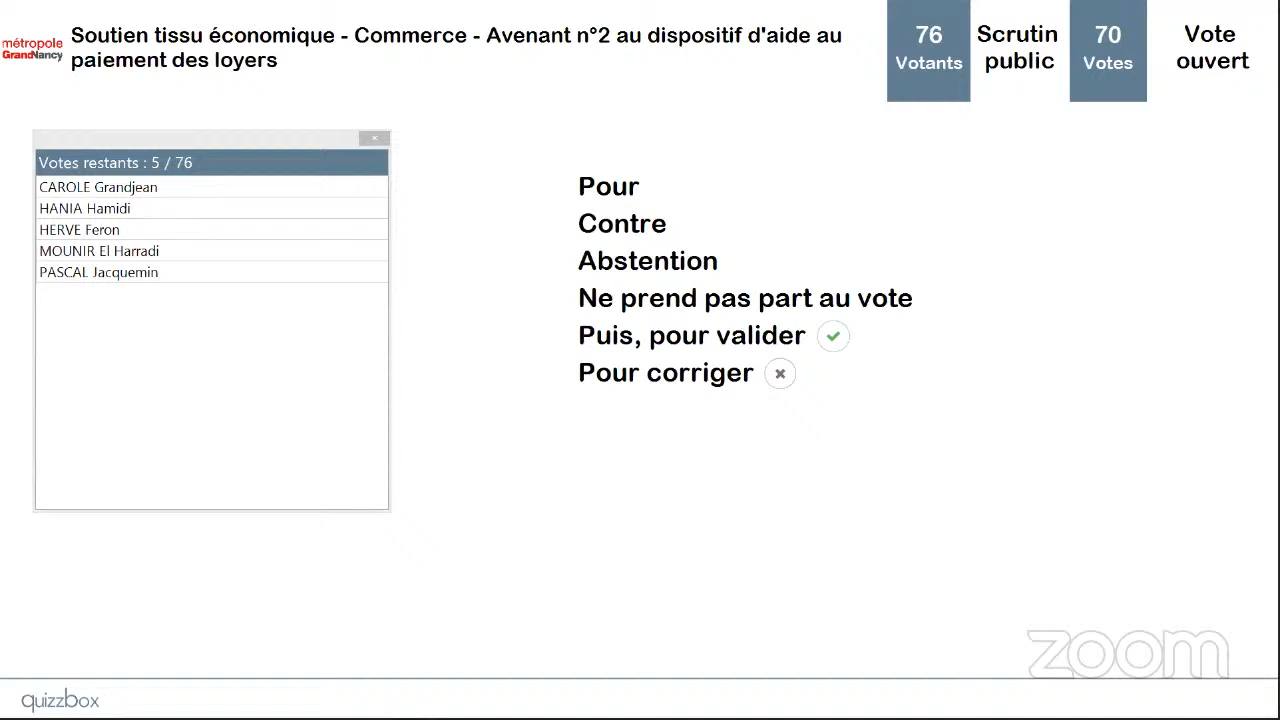 métropole
GrandNancy
Soutien tissu économique - Commerce - Avenant n°2 au dispositif d'aide au
paiement des loyers
76
Votants
Scrutin
public
70
Votes
Vote
ouvert
Votes restants : 5 / 76
CAROLE Grandjean
HANIA Hamidi
HERVE Feron
MOUNIR El Harradi
PASCAL Jacquemin
Pour
Contre
Abstention
Ne prend pas part au vote
Puis, pour valider
Pour corriger
zoom
quizzbox